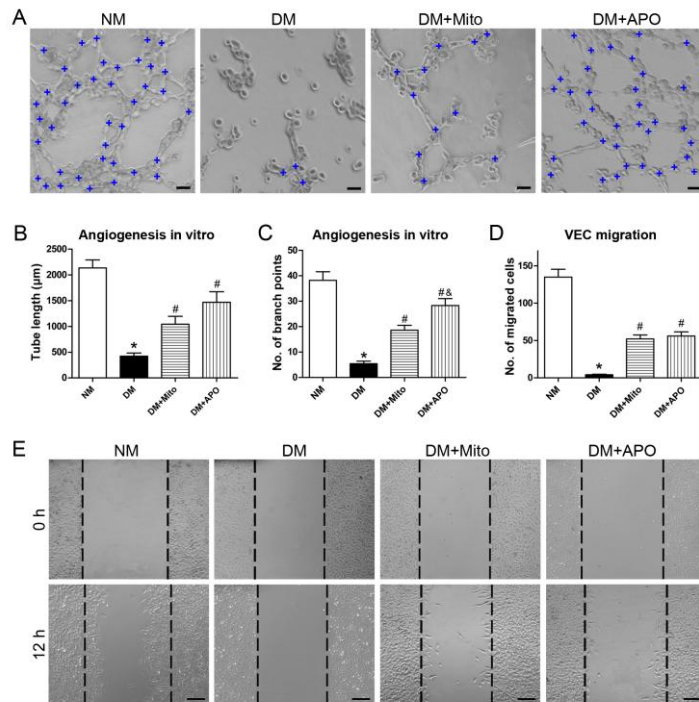 A
NM
DM
DM+Mito
DM+APO
B
Angiogenesis in vitro
Tube length (µm)
2500
2000
1500
1000
500
0
*
#
#
NM
DM
DM+Mito
DM+APO
C
Angiogenesis in vitro
No. of branch points
50
40
30
20
10
0
*
#
#&
NM
DM
DM+Mito
DM+APO
D
VEC migration
No. of migrated cells
150
100
50
0
*
#
#
NM
DM
DM+Mito
DM+APO
E
NM
DM
DM+Mito
DM+APO
0 h
12 h